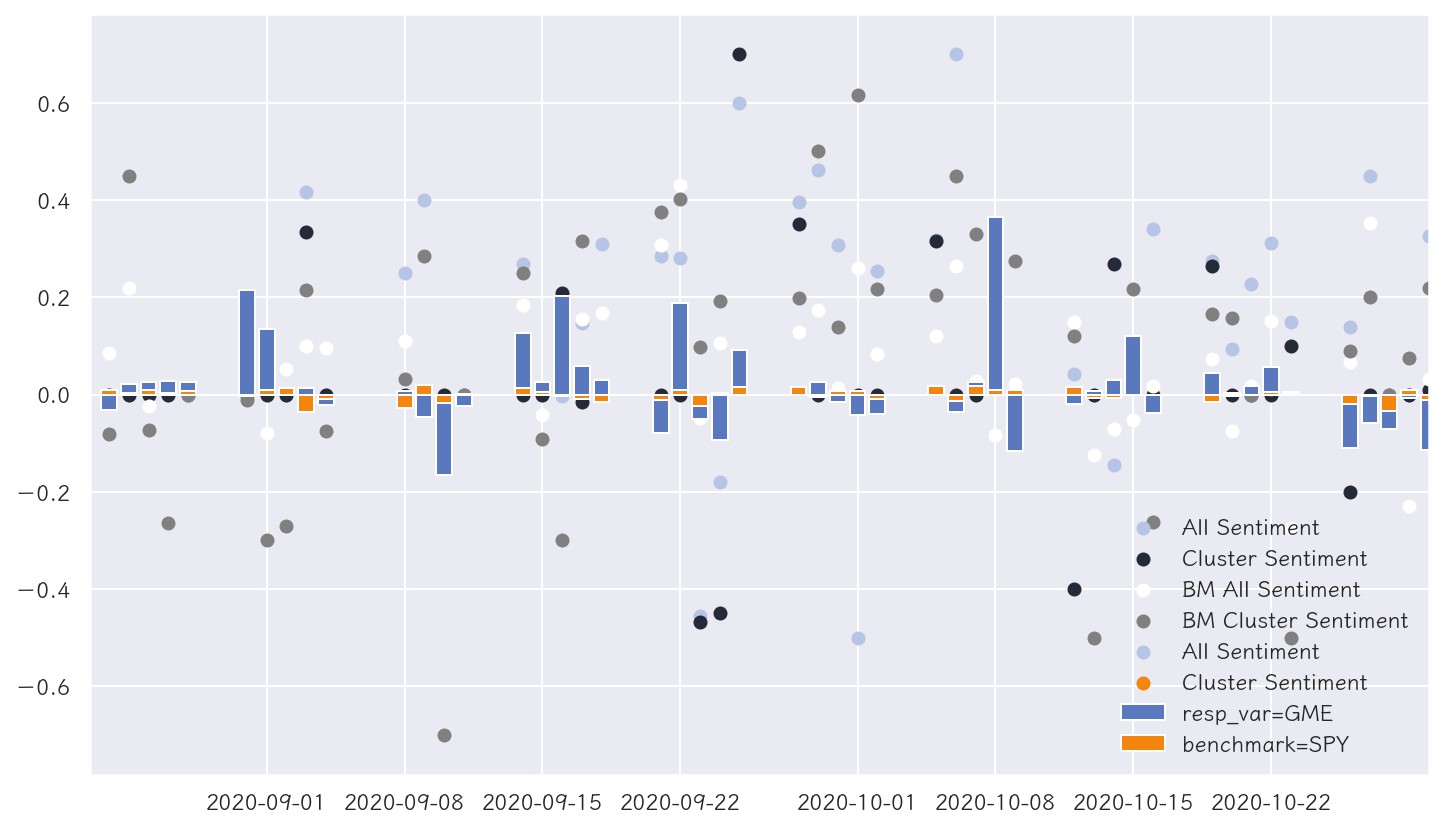 0.6
0.4
0.2
0.0
−0.2
−0.4
−0.6
All Sentiment
Cluster Sentiment
BM All Sentiment
BM Cluster Sentiment
All Sentiment
Cluster Sentiment
resp_var=GME
benchmark=SPY
2020-09-01 2020-09-08 2020-09-15 2020-09-22 2020-10-01 2020-10-08 2020-10-15 2020-10-22